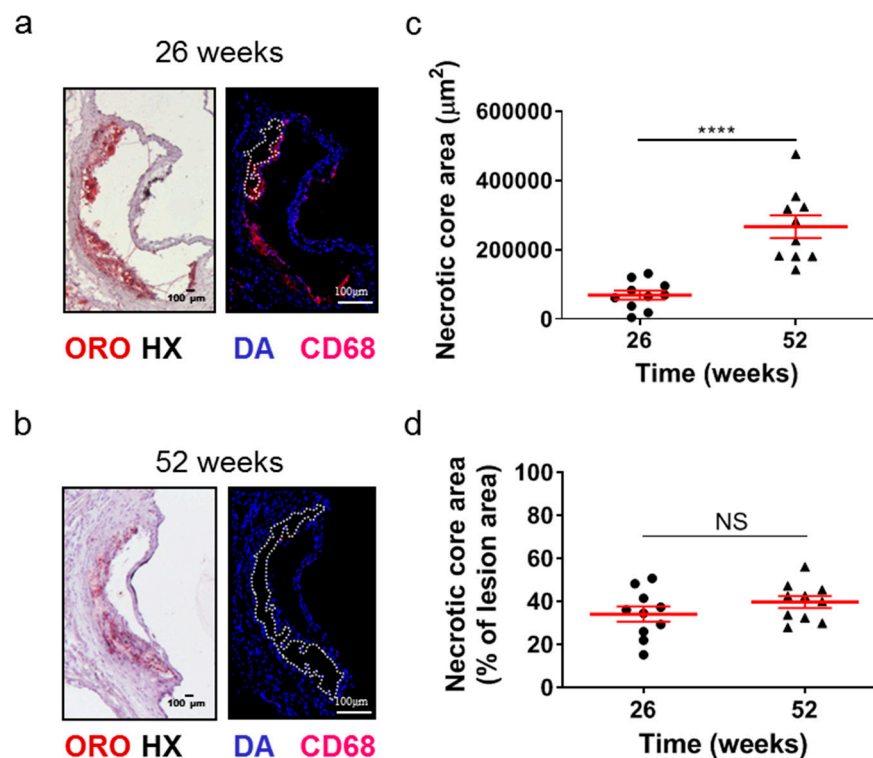 a
26 weeks
100 µm
100µm
ORO HX DA CD68
b
52 weeks
100 µm
100µm
ORO HX DA CD68
c
Necrotic core area (µm²)
600000
400000
200000
0
****
26 52
Time (weeks)
d
Necrotic core area
(% of lesion area)
100
80
60
40
20
0
NS
26 52
Time (weeks)